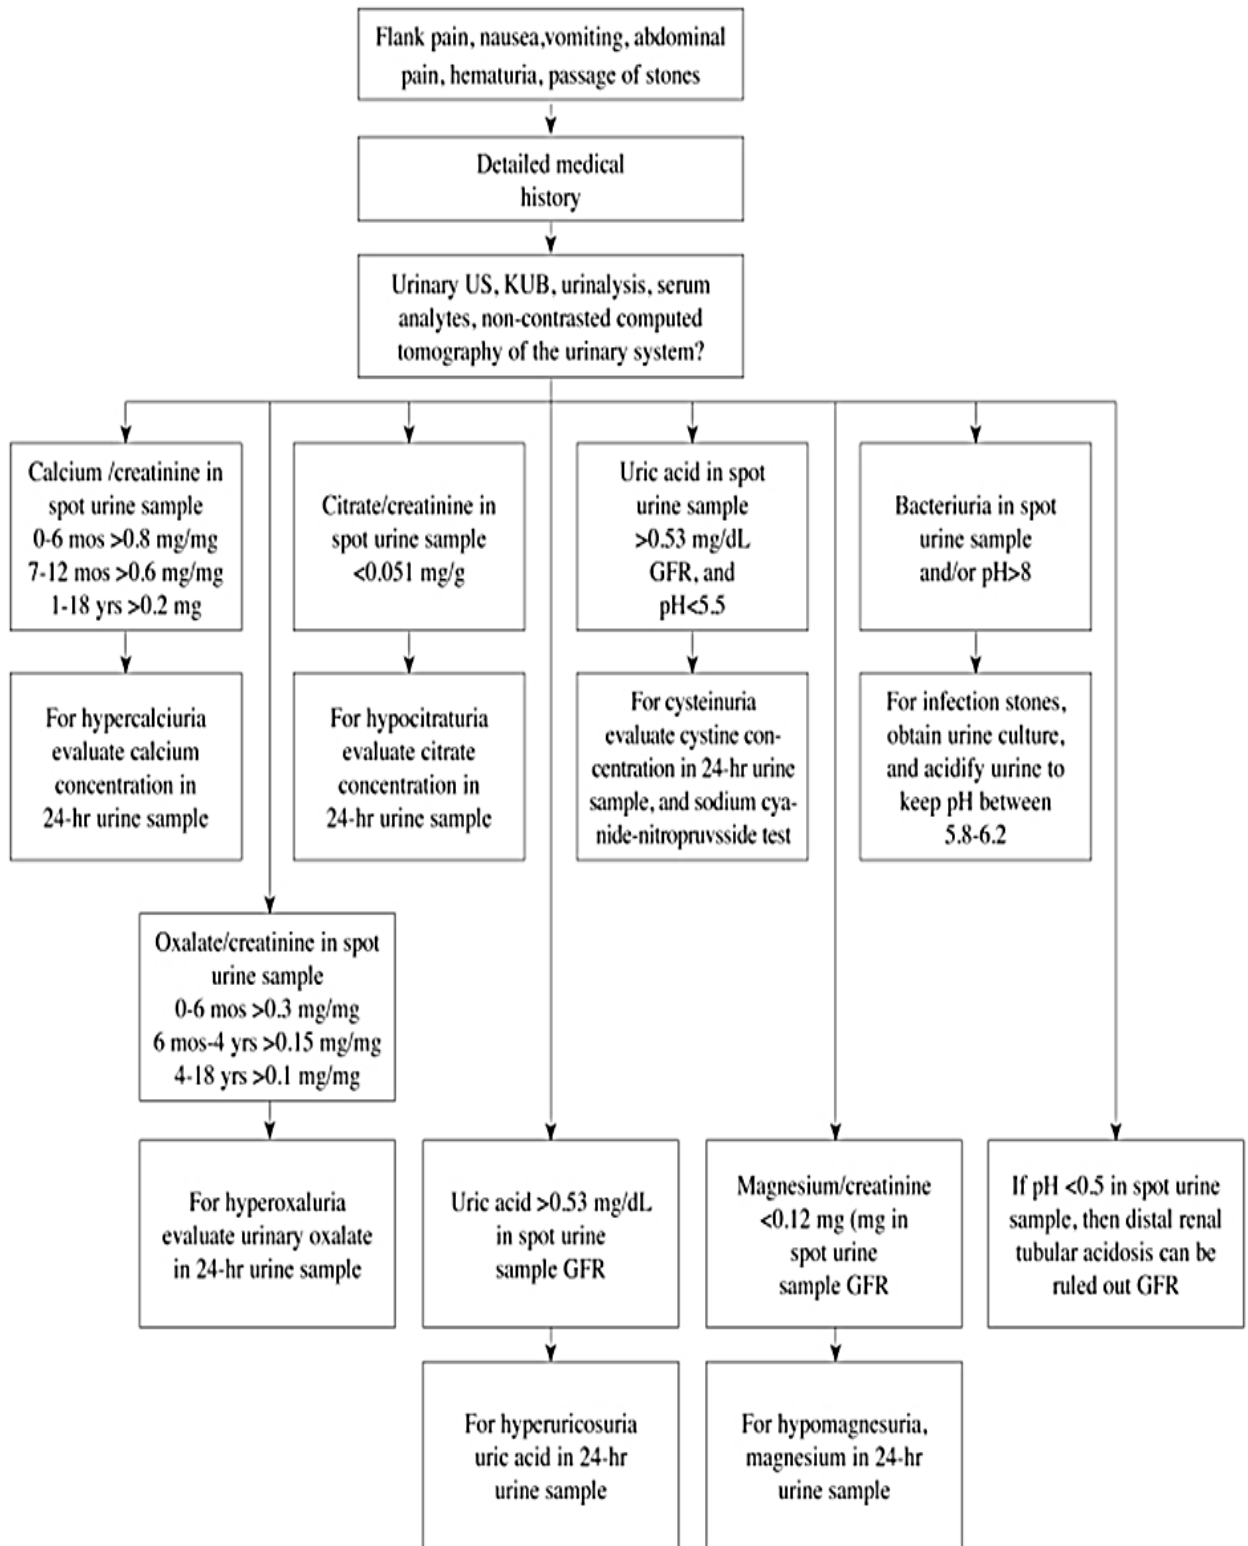 Flank pain, nausea,vomiting, abdominal
pain, hematuria, passage of stones
Detailed medical
history
Urinary US, KUB, urinalysis, serum
analytes, non-contrasted computed
tomography of the urinary system?
Calcium /creatinine in
spot urine sample
0-6 mos >0.8 mg/mg
7-12 mos >0.6 mg/mg
1-18 yrs >0.2 mg
Citrate/creatinine in
spot urine sample
<0.051 mg/g
Uric acid in spot
urine sample
>0.53 mg/dL
GFR, and
pH<5.5
Bacteriuria in spot
urine sample
and/or pH>8
For hypercalciuria
evaluate calcium
concentration in
24-hr urine sample
For hypocitraturia
evaluate citrate
concentration in
24-hr urine sample
For cysteinuria
evaluate cystine con-
centration in 24-hr urine
sample, and sodium cya-
nide-nitropruvsside test
For infection stones,
obtain urine culture,
and acidify uirine to
keep pH between
5.8-6.2
Oxalate/creatinine in spot
urine sample
0-6 mos >0.3 mg/mg
6 mos-4 yrs >0.15 mg/mg
4-18 yrs >0.1 mg/mg
For hyperoxaluria
evaluate urinary oxalate
in 24-hr urine sample
Uric acid >0.53 mg/dL
in spot urine
sample GFR
Magnesium/creatinine
<0.12 mg (mg in
spot urine
sample GFR
If pH <0.5 in spot urine
sample, then distal renal
tubular acidosis can be
ruled out GFR
For hyperuricosuria
uric acid in 24-hr
urine sample
For hypomagnesuria,
magnesium in 24-hr
urine sample